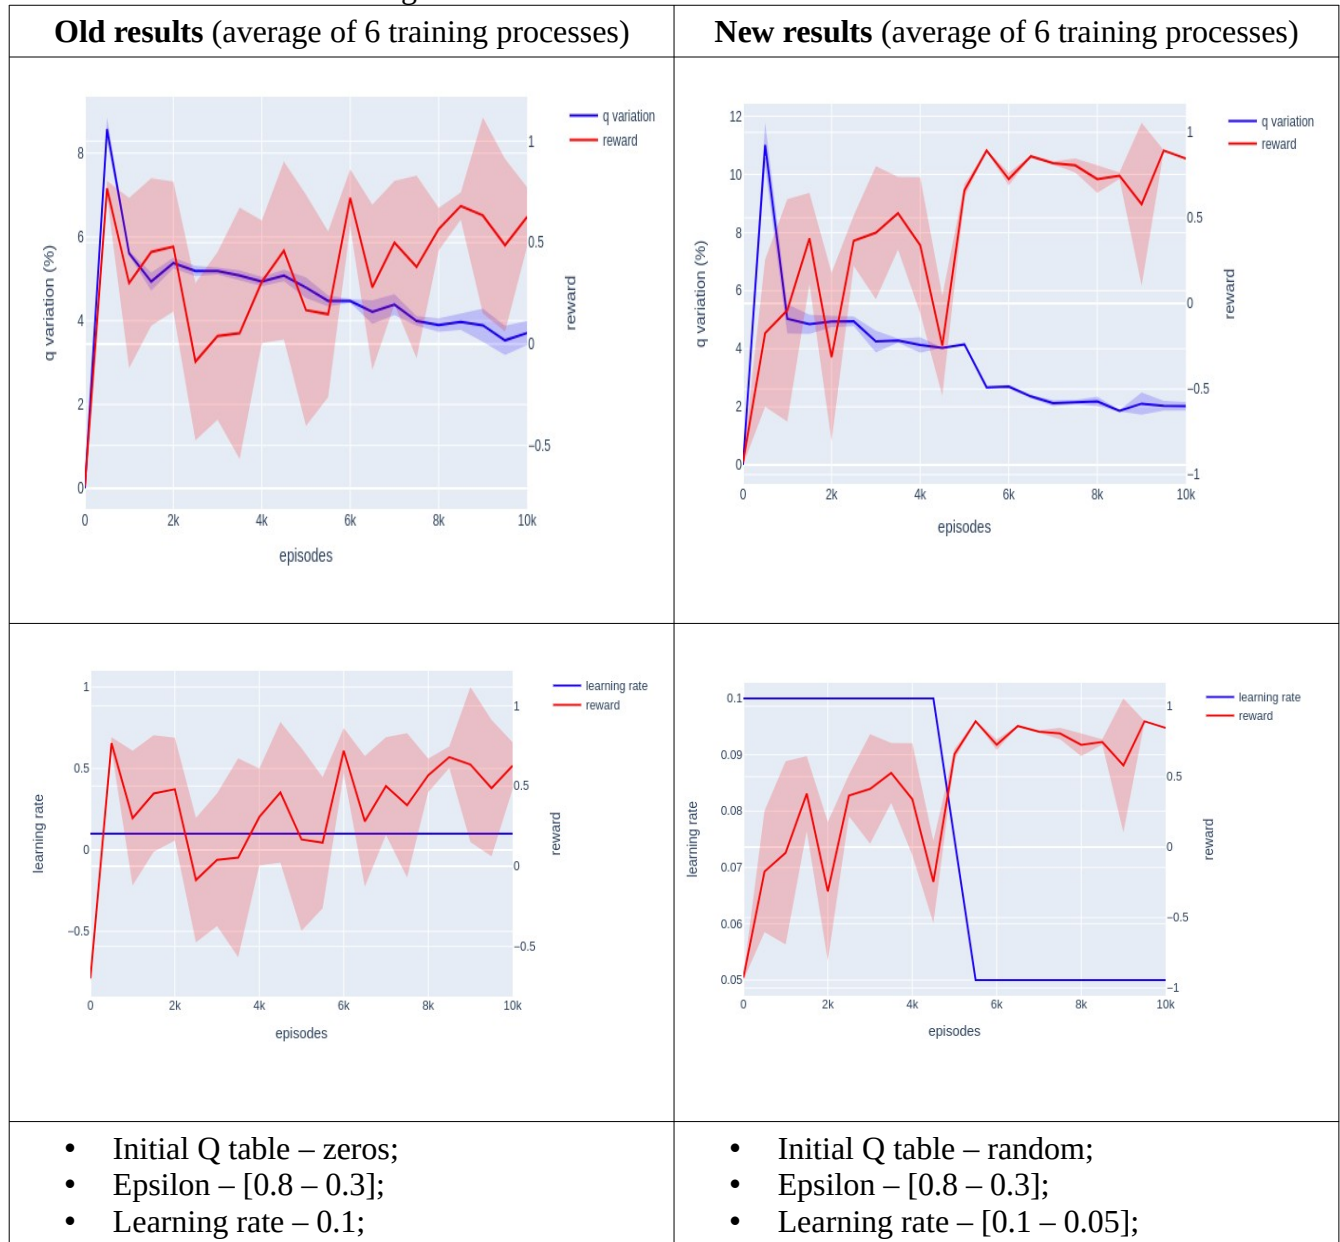 Old results (average of 6 training processes)
New results (average of 6 training processes)
q variation
reward
8
6
4
2
0
1
0.5
0
−0.5
0
2k
4k
6k
8k
10k
q variation (%)
reward
episodes
q variation
reward
12
10
8
6
4
2
0
1
0.5
0
−0.5
−1
0
2k
4k
6k
8k
10k
q variation (%)
reward
episodes
learning rate
reward
1
0.5
0
−0.5
1
0.5
0
−0.5
0
2k
4k
6k
8k
10k
learning rate
reward
episodes
learning rate
reward
0.1
0.09
0.08
0.07
0.06
0.05
1
0.5
0
−0.5
−1
0
2k
4k
6k
8k
10k
learning rate
reward
episodes
• Initial Q table – zeros;
• Epsilon – [0.8 – 0.3];
• Learning rate – 0.1;
• Initial Q table – random;
• Epsilon – [0.8 – 0.3];
• Learning rate – [0.1 – 0.05];